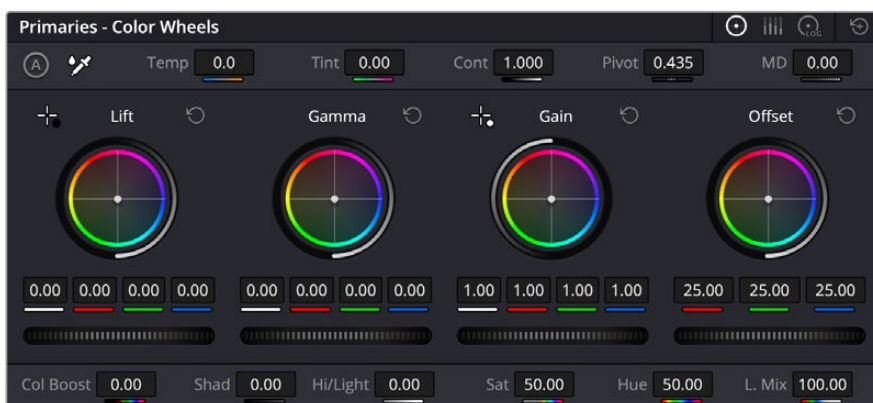 Primaries - Color Wheels
LOG
A Temp 0.0 Tint 0.00 Cont 1.000 Pivot 0.435 MD 0.00
Lift Gamma Gain Offset
0.00 0.00 0.00 0.00 0.00 0.00 0.00 0.00 1.00 1.00 1.00 1.00 25.00 25.00 25.00
Col Boost 0.00 Shad 0.00 Hi/Light 0.00 Sat 50.00 Hue 50.00 L. Mix 100.00